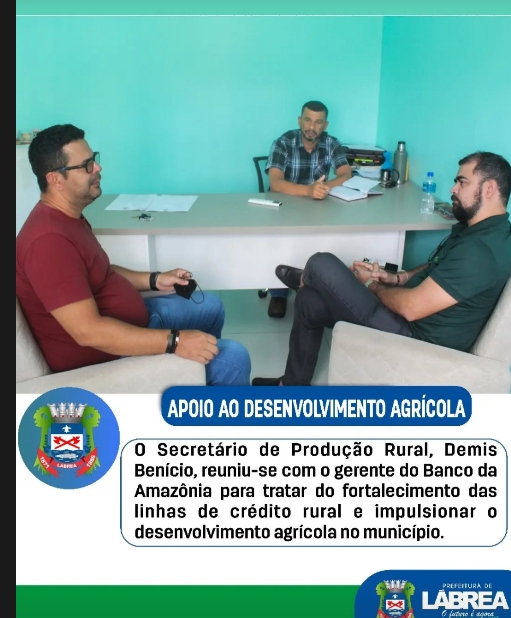 APOIO AO DESENVOLVIMENTO AGRÍCOLA
O Secretário de Produção Rural, Demis
Benício, reuniu-se com o gerente do Banco da
Amazônia para tratar do fortalecimento das
linhas de crédito rural e impulsionar o
desenvolvimento agrícola no município.
LÁBREA
PREFEITURA DE
LÁBREA
O futuro é agora...